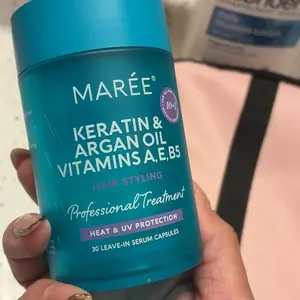 MARÉE®
KERATIN &
ARGAN OIL
VITAMINS A,E,B5
HAIR STYLING
Professional Treatment
HEAT & UV PROTECTION
30 LEAVE-IN SERUM CAPSULES